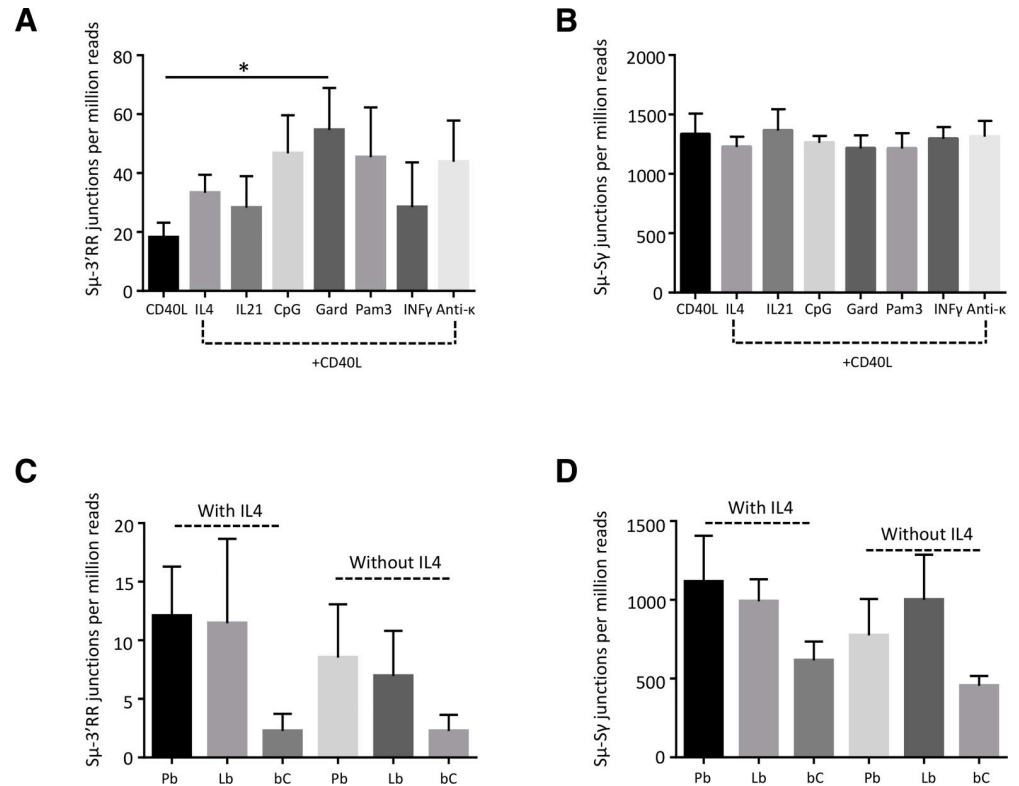 A
Sμ-3'RR junctions per million reads
80
60
40
20
0
*
CD40L IL4 IL21 CpG Gard Pam3 INFγ Anti-κ
+CD40L
B
Sμ-Sγ junctions per million reads
2000
1500
1000
500
0
CD40L IL4 IL21 CpG Gard Pam3 INFγ Anti-κ
+CD40L
C
Sμ-3'RR junctions per million reads
20
15
10
5
0
With IL4
Without IL4
Pb Lb bC Pb Lb bC
D
Sμ-Sγ junctions per million reads
1500
1000
500
0
With IL4
Without IL4
Pb Lb bC Pb Lb bC